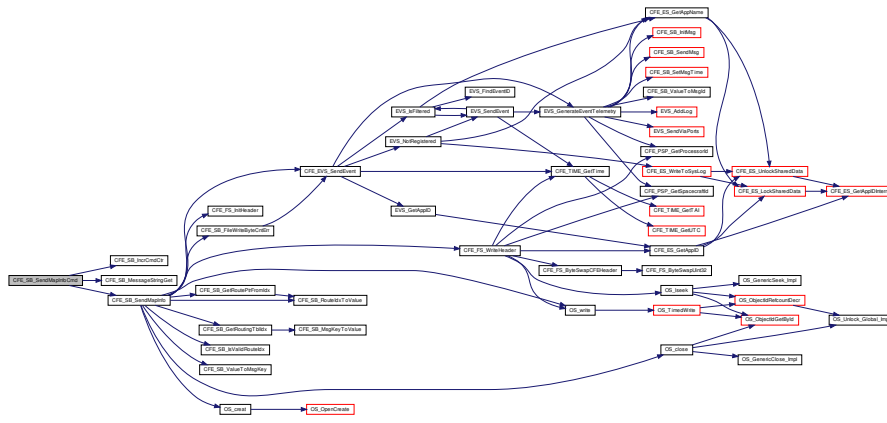 CFE_ES_GetAppName
CFE_SB_InitMsg
CFE_SB_SendMsg
CFE_SB_SetMsgTime
EVS_FindEventID
CFE_SB_ValueToMsgId
EVS_IsFiltered
EVS_SendEvent
EVS_GenerateEventTelemetry
EVS_AddLog
EVS_SendViaPorts
EVS_NotRegistered
CFE_PSP_GetProcessorId
CFE_EVS_SendEvent
CFE_TIME_GetTime
CFE_ES_WriteToSysLog
CFE_ES_UnlockSharedData
CFE_PSP_GetSpacecraftId
CFE_ES_LockSharedData
CFE_ES_GetAppIDInternal
CFE_FS_InitHeader
EVS_GetAppID
CFE_TIME_GetTAI
CFE_SB_FileWriteByteCntErr
CFE_TIME_GetUTC
CFE_FS_WriteHeader
CFE_ES_GetAppID
CFE_SB_IncrCmdCtr
CFE_FS_ByteSwapCFEHeader
CFE_FS_ByteSwapUint32
CFE_SB_SendMapInfoCmd
CFE_SB_MessageStringGet
OS_lseek
OS_GenericSeek_Impl
CFE_SB_GetRoutePtrFromIdx
CFE_SB_SendMapInfo
CFE_SB_RouteIdxToValue
OS_ObjectIdRefcountDecr
OS_write
OS_TimedWrite
OS_ObjectIdGetById
OS_Unlock_Global_Impl
CFE_SB_GetRoutingTblIdx
CFE_SB_MsgKeyToValue
CFE_SB_IsValidRouteIdx
OS_close
OS_GenericClose_Impl
CFE_SB_ValueToMsgKey
OS_creat
OS_OpenCreate